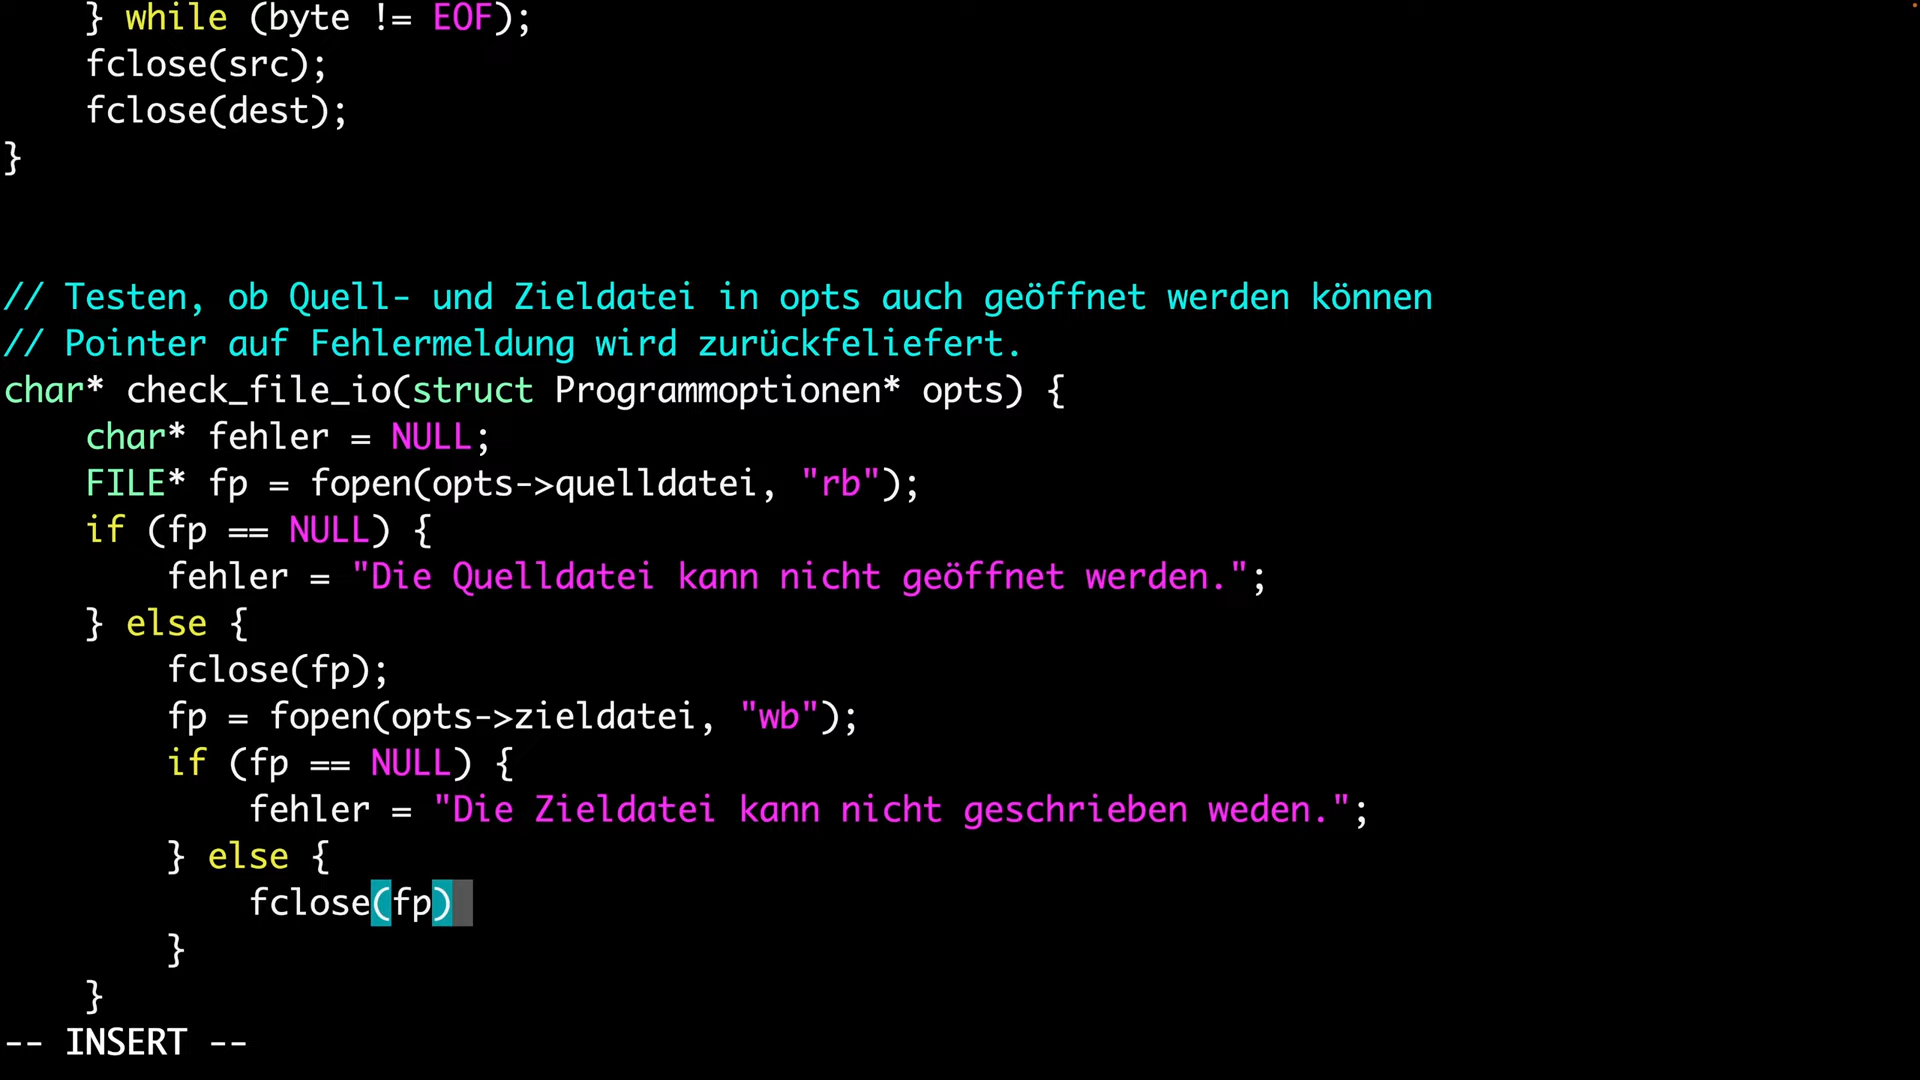 } while (byte != EOF);
    fclose(src);
    fclose(dest);
}
// Testen, ob Quell- und Zieldatei in opts auch geöffnet werden können
// Pointer auf Fehlermeldung wird zurückfeliefert.
char* check_file_io(struct Programmoptionen* opts) {
    char* fehler = NULL;
    FILE* fp = fopen(opts->quelldatei, "rb");
    if (fp == NULL) {
        fehler = "Die Quelldatei kann nicht geöffnet werden.";
    } else {
        fclose(fp);
        fp = fopen(opts->zieldatei, "wb");
        if (fp == NULL) {
            fehler = "Die Zieldatei kann nicht geschrieben weden.";
        } else {
            fclose(fp)
        }
    }
-- INSERT --